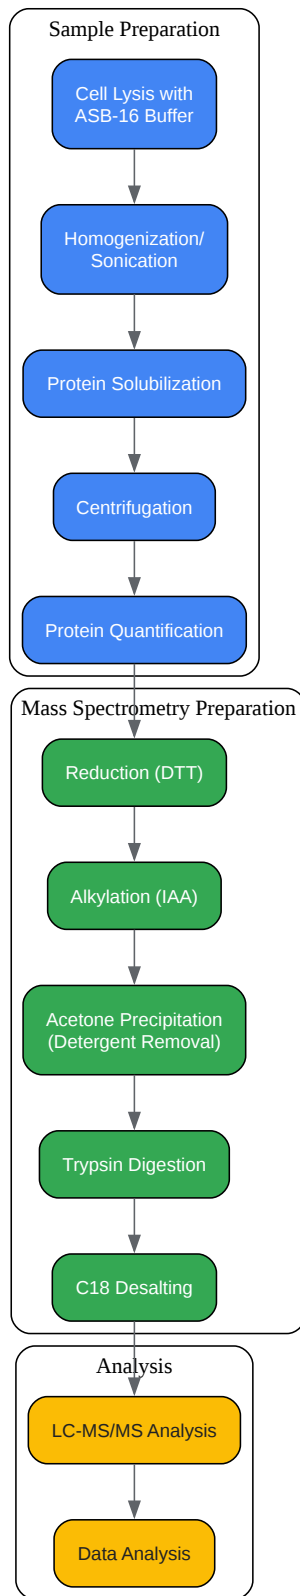 Sample Preparation
Cell Lysis with
ASB-16 Buffer
Homogenization/
Sonication
Protein Solubilization
Centrifugation
Protein Quantification
Mass Spectrometry Preparation
Reduction (DTT)
Alkylation (IAA)
Acetone Precipitation
(Detergent Removal)
Trypsin Digestion
C18 Desalting
Analysis
LC-MS/MS Analysis
Data Analysis